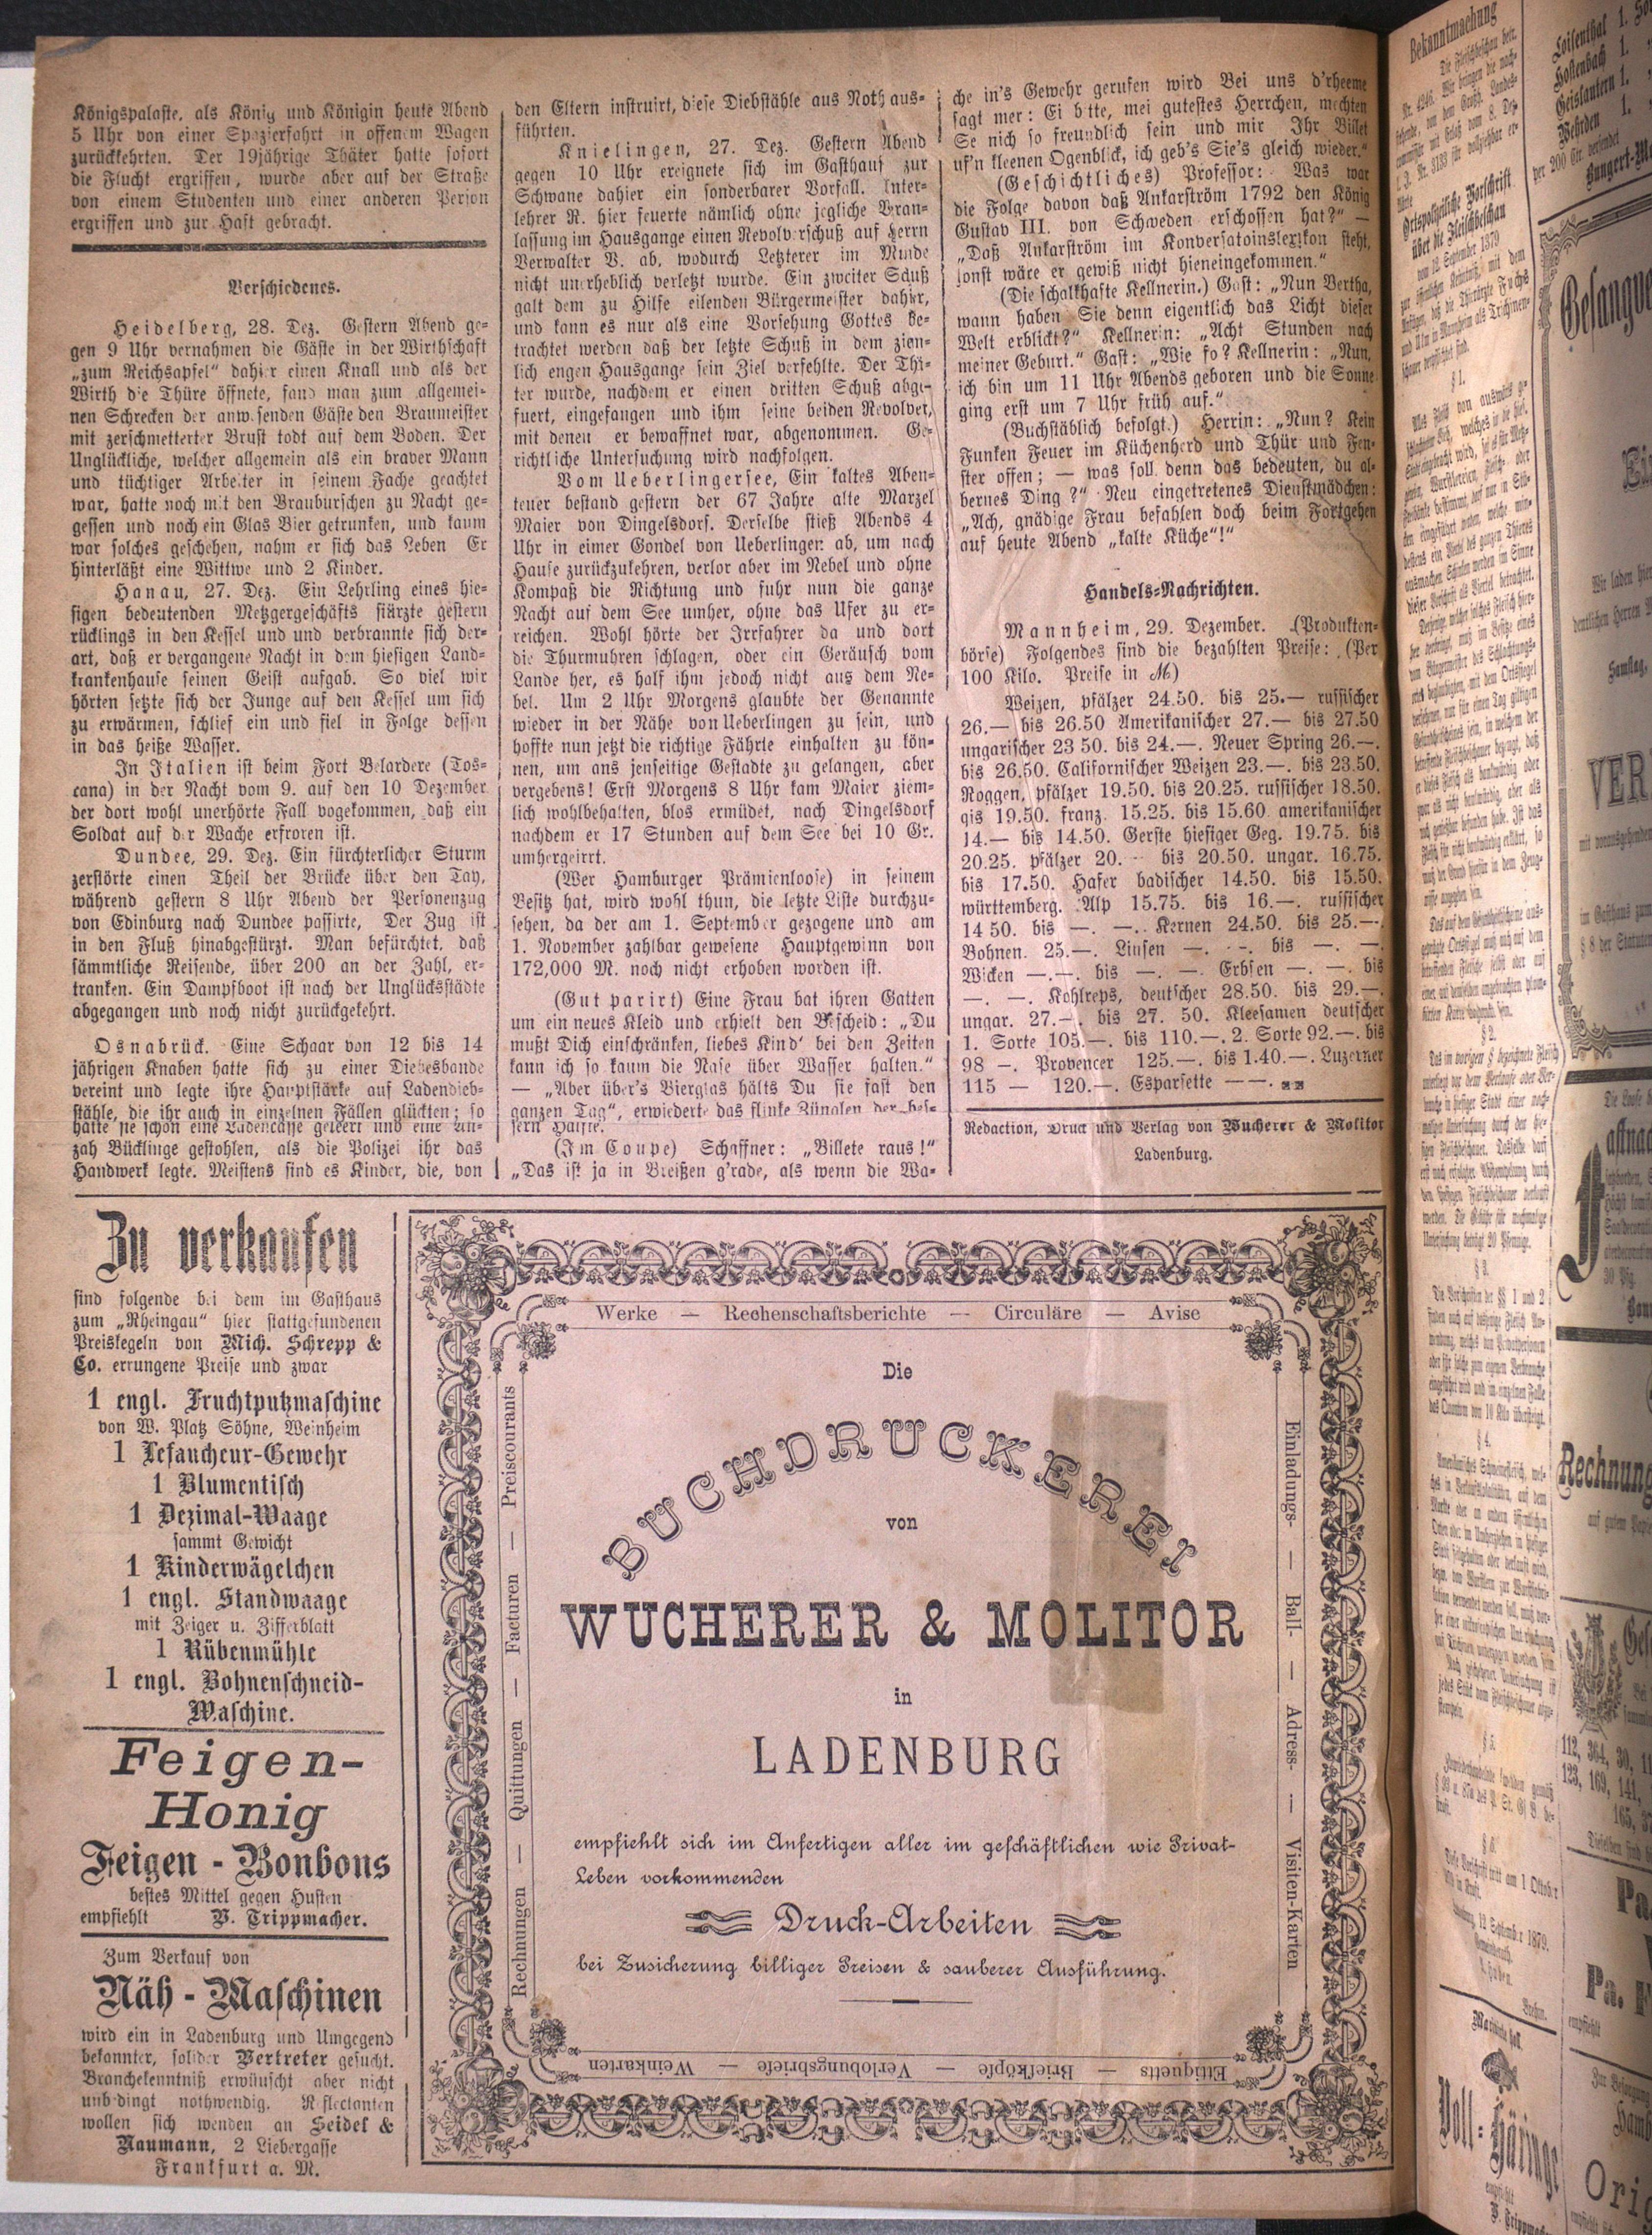 Königspalaste, als König und Königin heute Abend
5 Uhr von einer Spazierfahrt in offenem Wagen
zurückkehrten. Der 19jährige Thäter hatte sofort
die Flucht ergriffen, wurde aber auf der Straße
von einem Studenten und einer anderen Person
ergriffen und zur Haft gebracht.
Verschiedenes.
Heidelberg, 28. Dez. Gestern Abend ge-
gen 9 Uhr vernahmen die Gäste in der Wirthschaft
„zum Reichsapfel" dahier einen Knall und als der
Wirth die Thüre öffnete, fand man zum allgemei-
nen Schrecken der anwesenden Gäste den Braumeister
mit zerschmetterter Brust todt auf dem Boden. Der
Unglückliche, welcher allgemein als ein braver Mann
und tüchtiger Arbeiter in seinem Fache geachtet
war, hatte noch mit den Brauburschen zu Nacht ge-
gessen und noch ein Glas Bier getrunken, und kaum
war solches geschehen, nahm er sich das Leben Er
hinterläßt eine Wittwe und 2 Kinder.
Hanau, 27. Dez. Ein Lehrling eines hie-
sigen bedeutenden Metzgergeschäfts stürzte gestern
rücklings in den Kessel und und verbrannte sich der-
art, daß er vergangene Nacht in dem hiesigen Land-
krankenhause seinen Geist aufgab. So viel wir
hörten setzte sich der Junge auf den Kessel um sich
zu erwärmen, schlief ein und fiel in Folge dessen
in das heiße Wasser.
In Italien ist beim Fort Belardere (Tos-
cana) in der Nacht vom 9. auf den 10 Dezember
der dort wohl unerhörte Fall vogekommen, daß ein
Soldat auf der Wache erfroren ist.
Dundee, 29. Dez. Ein fürchterlicher Sturm
zerstörte einen Theil der Brücke über den Tay,
während gestern 8 Uhr Abend der Personenzug
von Edinburg nach Dundee passirte, Der Zug ist
in den Fluß hinabgestürzt. Man befürchtet, daß
sämmtliche Reisende, über 200 an der Zahl, er-
tranken. Ein Dampfboot ist nach der Unglücksstädte
abgegangen und noch nicht zurückgekehrt.
Osnabrück. Eine Schaar von 12 bis 14
jährigen Knaben hatte sich zu einer Diebesbande
vereint und legte ihre Hauptstärke auf Ladendieb-
stähle, die ihr auch in einzelnen Fällen glückten; so
hatte sie schon eine Ladencasse geleert und eine An-
zah Bücklinge gestohlen, als die Polizei ihr das
Handwerk legte. Meistens sind es Kinder, die, von
den Eltern instruirt, diese Diebstähle aus Noth aus-
führten.
Knielingen, 27. Dez. Gestern Abend
gegen 10 Uhr ereignete sich im Gasthaus zur
Schwane dahier ein sonderbarer Vorfall. Unter-
lehrer R. hier feuerte nämlich ohne jegliche Veran-
lassung im Hausgange einen Revolverschuß auf Herrn
Verwalter B. ab, wodurch Letzterer im Munde
nicht unerheblich verletzt wurde. Ein zweiter Schuß
galt dem zu Hilfe eilenden Bürgermeister dahier,
und kann es nur als eine Vorsehung Gottes be-
trachtet werden daß der letzte Schuß in dem ziem-
lich engen Hausgange sein Ziel verfehlte. Der Thä-
ter wurde, nachdem er einen dritten Schuß abge-
fuert, eingefangen und ihm seine beiden Revolver,
mit denen er bewaffnet war, abgenommen. Ge-
richtliche Untersuchung wird nachfolgen.
Vom Ueberlingersee, Ein kaltes Aben-
teuer bestand gestern der 67 Jahre alte Marzel
Maier von Dingelsdorf. Derselbe stieß Abends 4
Uhr in eimer Gondel von Ueberlingen ab, um nach
Hause zurückzukehren, verlor aber im Nebel und ohne
Kompaß die Richtung und fuhr nun die ganze
Nacht auf dem See umher, ohne das Ufer zu er-
reichen. Wohl hörte der Irrfahrer da und dort
die Thurmuhren schlagen, oder ein Geräusch vom
Lande her, es half ihm jedoch nicht aus dem Ne-
bel. Um 2 Uhr Morgens glaubte der Genannte
wieder in der Nähe von Ueberlingen zu sein, und
hoffte nun jetzt die richtige Fährte einhalten zu kön-
nen, um ans jenseitige Gestadte zu gelangen, aber
vergebens! Erst Morgens 8 Uhr kam Maier ziem-
lich wohlbehalten, blos ermüdet, nach Dingelsdorf
nachdem er 17 Stunden auf dem See bei 10 Gr.
umhergeirrt.
(Wer Hamburger Prämienloose) in seinem
Besitz hat, wird wohl thun, die letzte Liste durchzu-
sehen, da der am 1. September gezogene und am
1. November zahlbar gewesene Hauptgewinn von
172,000 M. noch nicht erhoben worden ist.
(Gut parirt) Eine Frau bat ihren Gatten
um ein neues Kleid und erhielt den Bescheid: „Du
mußt Dich einschränken, liebes Kind' bei den Zeiten
kann ich so kaum die Nase über Wasser halten."
— „Aber über's Bierglas hälts Du sie fast den
ganzen Tag", erwiederte das flinke Zünglen der bes-
sern Hälfte.
(Im Coupe) Schaffner: „Billete raus!"
„Das ist ja in Breißen g'rade, als wenn die Wa-
che in's Gewehr gerufen wird Bei uns d'rheeme
sagt mer: Ei bitte, mei gutestes Herrchen, mechten
Se nich so freundlich sein und mir Ihr Billet
uf'n kleenen Ogenblick, ich geb's Sie's gleich wieder."
(Geschichtliches) Professor: Was war
die Folge davon daß Ankarström 1792 den König
Gustav III. von Schweden erschossen hat?" —
„Daß Ankarström im Konversatoinslexikon steht,
sonst wäre er gewiß nicht hieneingekommen."
(Die schalkhafte Kellnerin.) Gast: „Nun Bertha,
wann haben Sie denn eigentlich das Licht dieser
Welt erblickt?" Kellnerin: „Acht Stunden nach
meiner Geburt." Gast: „Wie so? Kellnerin: „Nun,
ich bin um 11 Uhr Abends geboren und die Sonne
ging erst um 7 Uhr früh auf."
(Buchstäblich befolgt.) Herrin: „Nun? Kein
Funken Feuer im Küchenherd und Thür und Fen-
ster offen; — was soll denn das bedeuten, du al-
bernes Ding?" Neu eingetretenes Dienstmädchen:
„Ach, gnädige Frau befahlen doch beim Fortgehen
auf heute Abend „kalte Küche"!"
Handels-Nachrichten.
Mannheim, 29. Dezember. (Produkten-
börse) Folgendes sind die bezahlten Preise: (Per
100 Kilo. Preise in M)
Weizen, pfälzer 24.50. bis 25.— russischer
26.— bis 26.50 Amerikanischer 27.— bis 27.50
ungarischer 23 50. bis 24.—. Neuer Spring 26.—.
bis 26.50. Californischer Weizen 23.—. bis 23.50.
Roggen, pfälzer 19.50. bis 20.25. russischer 18.50.
gis 19.50. franz. 15.25. bis 15.60 amerikanischer
14.— bis 14.50. Gerste hiesiger Geg. 19.75. bis
20.25. pfälzer 20.— bis 20.50. ungar. 16.75.
bis 17.50. Hafer badischer 14.50. bis 15.50.
württemberg. Alp 15.75. bis 16.—. russischer
14 50. bis —. —. Kernen 24.50. bis 25.—.
Bohnen. 25.—. Linsen —. —. bis —. —.
Wicken —.—. bis —. —. Erbsen —. —. bis
—. —. Kohlreps, deutscher 28.50. bis 29.—.
ungar. 27.—. bis 27. 50. Kleesamen deutscher
1. Sorte 105.—. bis 110.—. 2. Sorte 92.—. bis
98 —. Provencer 125.—. bis 1.40.—. Luzerner
115 — 120.—. Esparsette — —.
Redaction, Druck und Verlag von Wucherer & Molitor
Ladenburg.
Zu verkaufen
sind folgende bei dem im Gasthaus
zum „Rheingau" hier stattgefundenen
Preiskegeln von Mich. Schrepp &
Co. errungene Preise und zwar
1 engl. Fruchtputzmaschine
von W. Platz Söhne, Weinheim
1 Lefaucheur-Gewehr
1 Blumentisch
1 Dezimal-Waage
sammt Gewicht
1 Kinderwägelchen
1 engl. Standwaage
mit Zeiger u. Zifferblatt
1 Rübenmühle
1 engl. Bohnenschneid-
Maschine.
Feigen-
Honig
Feigen - Bonbons
bestes Mittel gegen Husten
empfiehlt P. Trippmacher.
Zum Verkauf von
Näh - Maschinen
wird ein in Ladenburg und Umgegend
bekannter, solider Vertreter gesucht.
Branchekenntniß erwünscht aber nicht
unbedingt nothwendig. Reflectanten
wollen sich wenden an Seidel &
Naumann, 2 Liebergasse
Frankfurt a. M.
Werke — Rechenschaftsberichte — Circuläre — Avise
Rechnungen — Quittungen — Facturen — Preiscourants
Die
BUCHDRUCKEREI
von
WUCHERER & MOLITOR
in
LADENBURG
empfiehlt sich im Anfertigen aller im geschäftlichen wie Privat-
Leben vorkommenden
Druck-Arbeiten
bei Zusicherung billiger Preisen & sauberer Ausführung.
Einladungs- — Ball- — Adress- — Visiten-Karten
Ettiquetts — Briefköpfe — Verlobungsbriefe — Weinkarten
Bekanntmachung
Ortspolizeiliche Vorschrift
über die Fleischbeschau
vom 12. September 1879
§ 1.
§ 2.
§ 3.
§ 4.
§ 5.
§ 6.
Voll-Häringe
empfiehlt
Rechnung